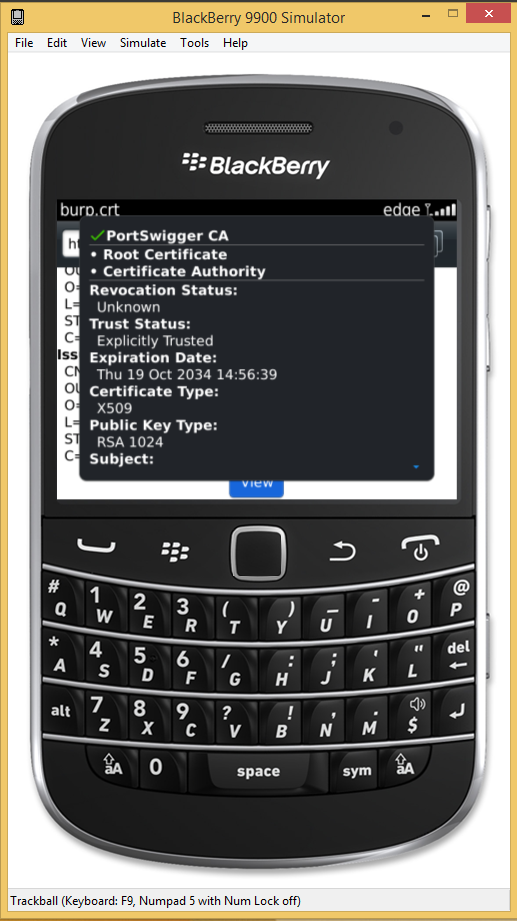 BlackBerry 9900 Simulator
File Edit View Simulate Tools Help
BlackBerry
burp.crt edge
PortSwigger CA
• Root Certificate
• Certificate Authority
Revocation Status:
Unknown
Trust Status:
Explicitly Trusted
Expiration Date:
Thu 19 Oct 2034 14:56:39
Certificate Type:
X509
Public Key Type:
RSA 1024
Subject:
O=
L=
ST
C=
Iss
CN
OU
O=
L=
ST
C=
View
# 1 2 3 ( ) _ - + @
Q W E R T Y U I O P
* 4 5 6 / : ; ' " del
A S D F G H J K L
alt 7 8 9 ? ! , . $
Z X C V B N M
aA 0 space sym aA
Trackball (Keyboard: F9, Numpad 5 with Num Lock off)